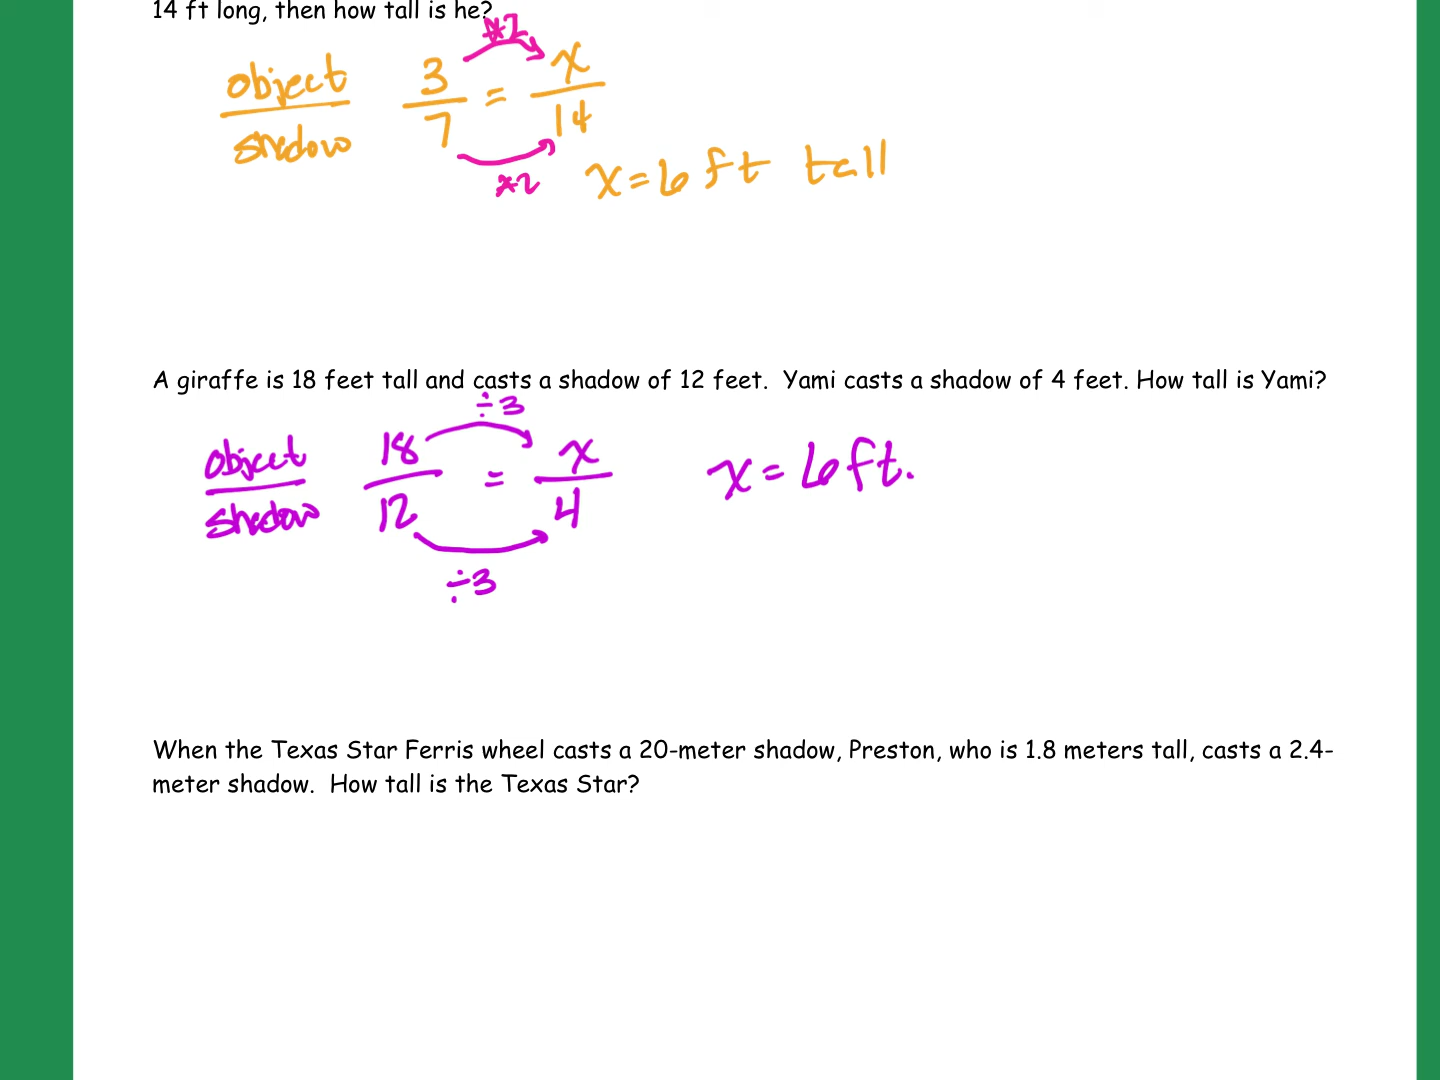 14 ft long, then how tall is he?
*2
object 3 = x
shadow 7 14
*2 x = 6 ft tall
A giraffe is 18 feet tall and casts a shadow of 12 feet. Yami casts a shadow of 4 feet. How tall is Yami?
÷3
object 18 = x x = 6 ft.
shadow 12 4
÷3
When the Texas Star Ferris wheel casts a 20-meter shadow, Preston, who is 1.8 meters tall, casts a 2.4-
meter shadow. How tall is the Texas Star?